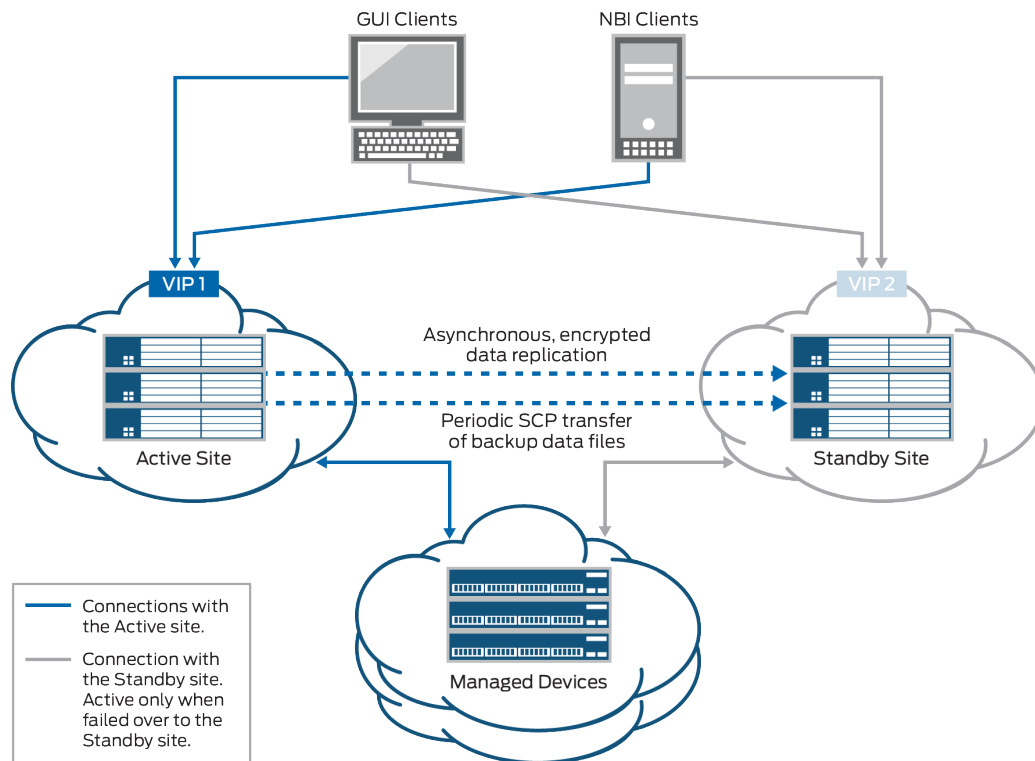 GUI Clients
NBI Clients
VIP 1
VIP 2
Asynchronous, encrypted
data replication
Periodic SCP transfer
of backup data files
Active Site
Standby Site
Managed Devices
Connections with
the Active site.
Connection with
the Standby site.
Active only when
failed over to the
Standby site.